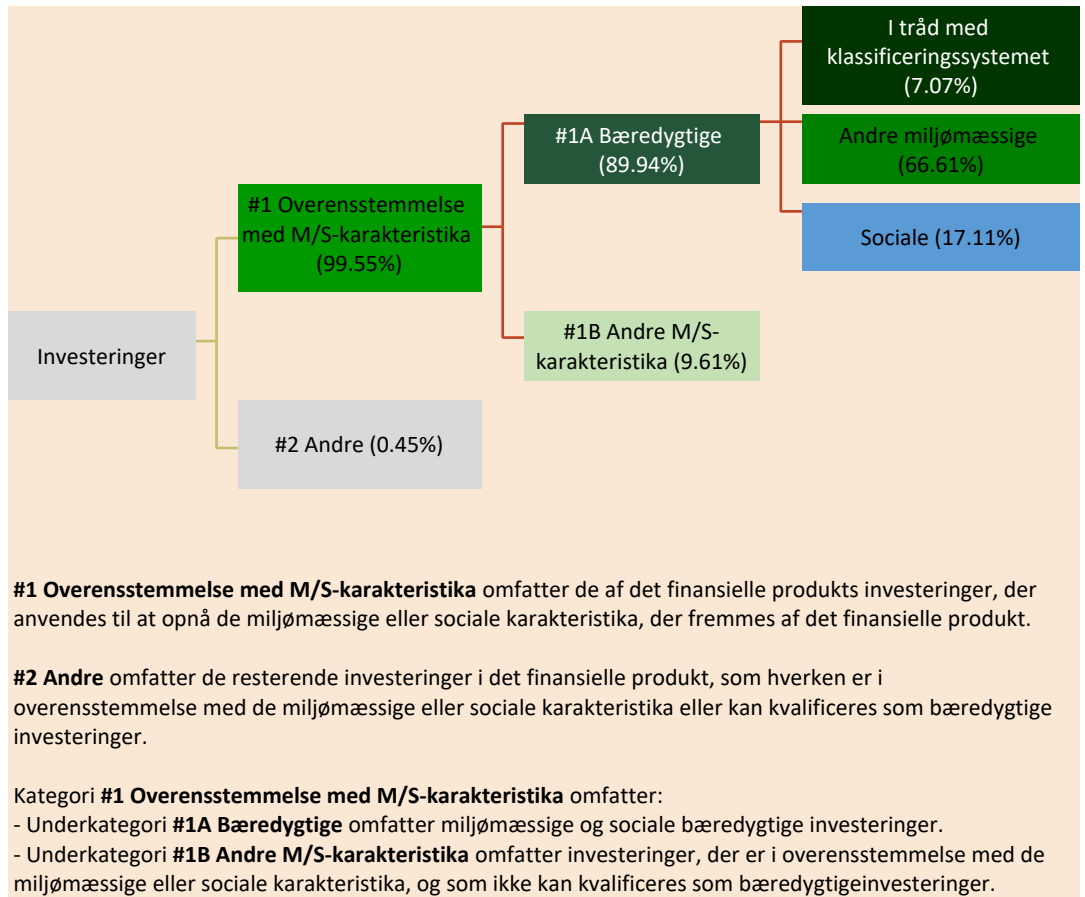 I tråd med
klassificeringssystemet
(7.07%)
#1A Bæredygtige
(89.94%)
Andre miljømæssige
(66.61%)
#1 Overensstemmelse
med M/S-karakteristika
(99.55%)
Sociale (17.11%)
Investeringer
#1B Andre M/S-
karakteristika (9.61%)
#2 Andre (0.45%)
#1 Overensstemmelse med M/S-karakteristika omfatter de af det finansielle produkts investeringer, der
anvendes til at opnå de miljømæssige eller sociale karakteristika, der fremmes af det finansielle produkt.
#2 Andre omfatter de resterende investeringer i det finansielle produkt, som hverken er i
overensstemmelse med de miljømæssige eller sociale karakteristika eller kan kvalificeres som bæredygtige
investeringer.
Kategori #1 Overensstemmelse med M/S-karakteristika omfatter:
- Underkategori #1A Bæredygtige omfatter miljømæssige og sociale bæredygtige investeringer.
- Underkategori #1B Andre M/S-karakteristika omfatter investeringer, der er i overensstemmelse med de
miljømæssige eller sociale karakteristika, og som ikke kan kvalificeres som bæredygtigeinvesteringer.